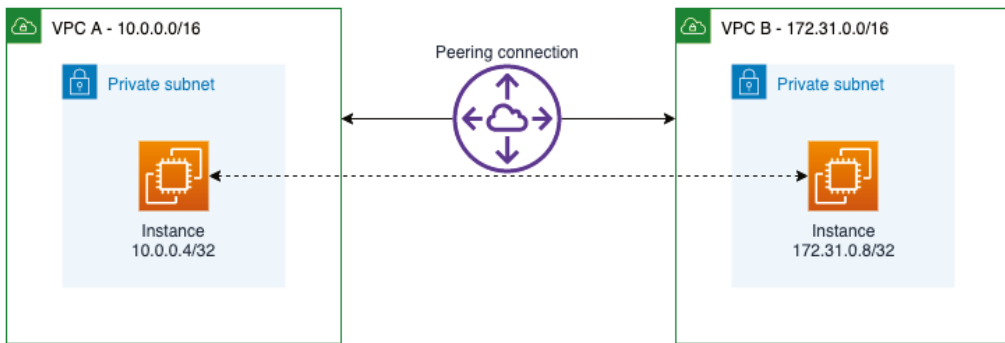 VPC A - 10.0.0.0/16
Private subnet
Instance
10.0.0.4/32
Peering connection
VPC B - 172.31.0.0/16
Private subnet
Instance
172.31.0.8/32